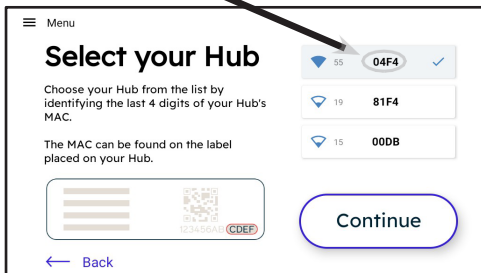 Menu
Select your Hub
Choose your Hub from the list by
identifying the last 4 digits of your Hub's
MAC.
The MAC can be found on the label
placed on your Hub.
123456AB CDEF
Back
55 04F4
19 81F4
15 00DB
Continue